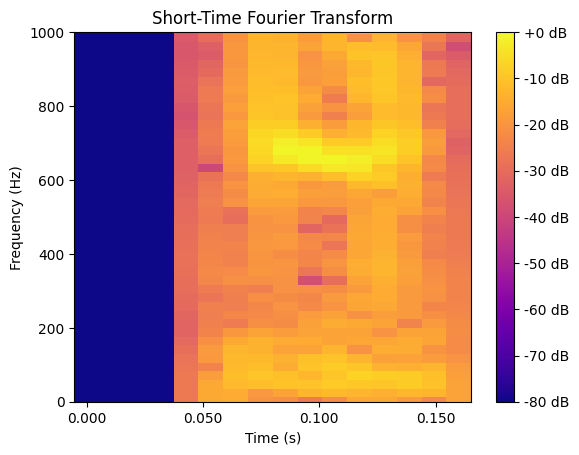 Short-Time Fourier Transform
1000
800
600
400
200
0
Frequency (Hz)
0.000
0.050
0.100
0.150
Time (s)
+0 dB
-10 dB
-20 dB
-30 dB
-40 dB
-50 dB
-60 dB
-70 dB
-80 dB